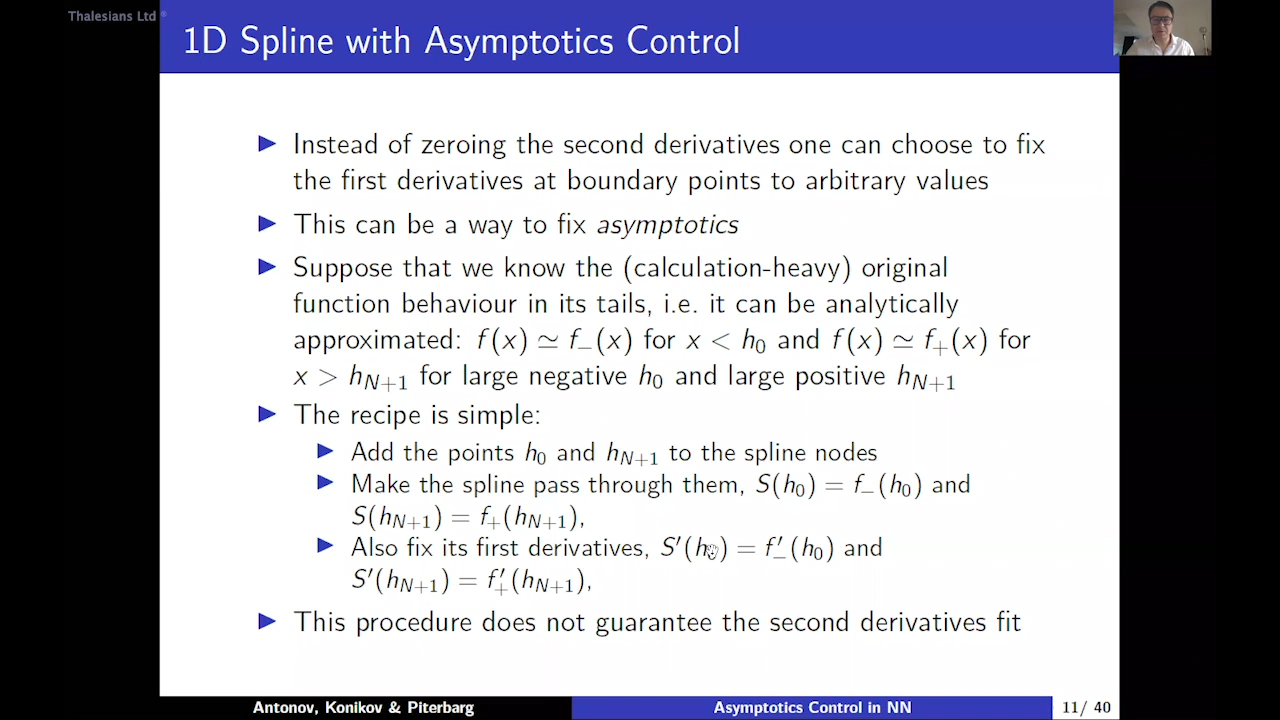 Thalesians Ltd
1D Spline with Asymptotics Control
Instead of zeroing the second derivatives one can choose to fix
the first derivatives at boundary points to arbitrary values
This can be a way to fix asymptotics
Suppose that we know the (calculation-heavy) original
function behaviour in its tails, i.e. it can be analytically
approximated: f(x) ≃ f₋(x) for x < h₀ and f(x) ≃ f₊(x) for
x > h_{N+1} for large negative h₀ and large positive h_{N+1}
The recipe is simple:
Add the points h₀ and h_{N+1} to the spline nodes
Make the spline pass through them, S(h₀) = f₋(h₀) and
S(h_{N+1}) = f₊(h_{N+1}),
Also fix its first derivatives, S′(h₀) = f′₋(h₀) and
S′(h_{N+1}) = f′₊(h_{N+1}),
This procedure does not guarantee the second derivatives fit
Antonov, Konikov & Piterbarg
Asymptotics Control in NN
11/ 40